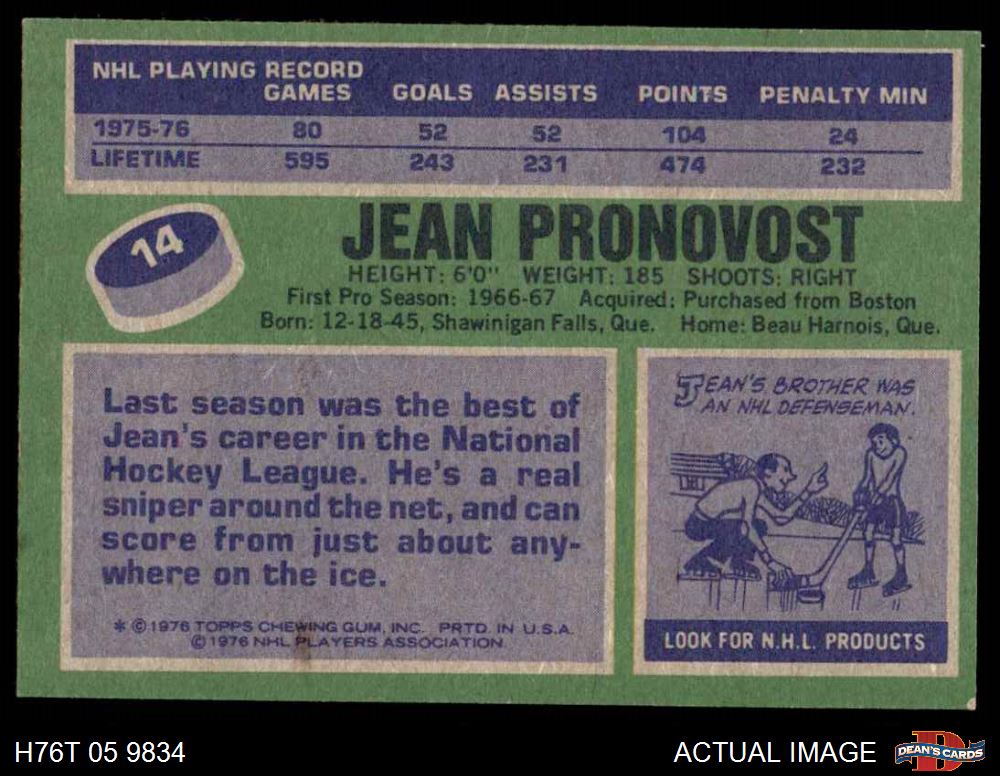 NHL PLAYING RECORD
GAMES GOALS ASSISTS POINTS PENALTY MIN
1975-76 80 52 52 104 24
LIFETIME 595 243 231 474 232
14
JEAN PRONOVOST
HEIGHT: 6'0" WEIGHT: 185 SHOOTS: RIGHT
First Pro Season: 1966-67 Acquired: Purchased from Boston
Born: 12-18-45, Shawinigan Falls, Que. Home: Beau Harnois, Que.
Last season was the best of
Jean's career in the National
Hockey League. He's a real
sniper around the net, and can
score from just about any-
where on the ice.
* © 1976 TOPPS CHEWING GUM, INC. PRTD. IN U.S.A.
© 1976 NHL PLAYERS ASSOCIATION
JEAN'S BROTHER WAS
AN NHL DEFENSEMAN.
LOOK FOR N.H.L. PRODUCTS
H76T 05 9834
ACTUAL IMAGE
DEAN'S CARDS